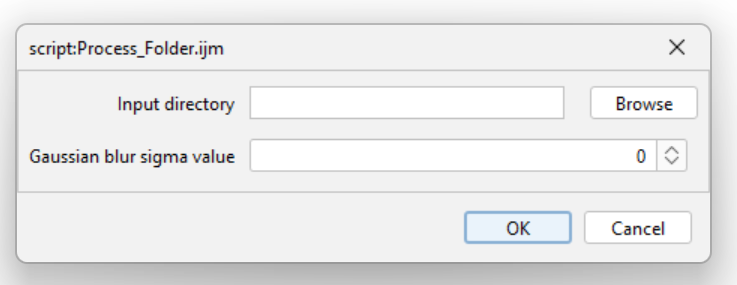 script:Process_Folder.ijm
Input directory Browse
Gaussian blur sigma value 0
OK Cancel